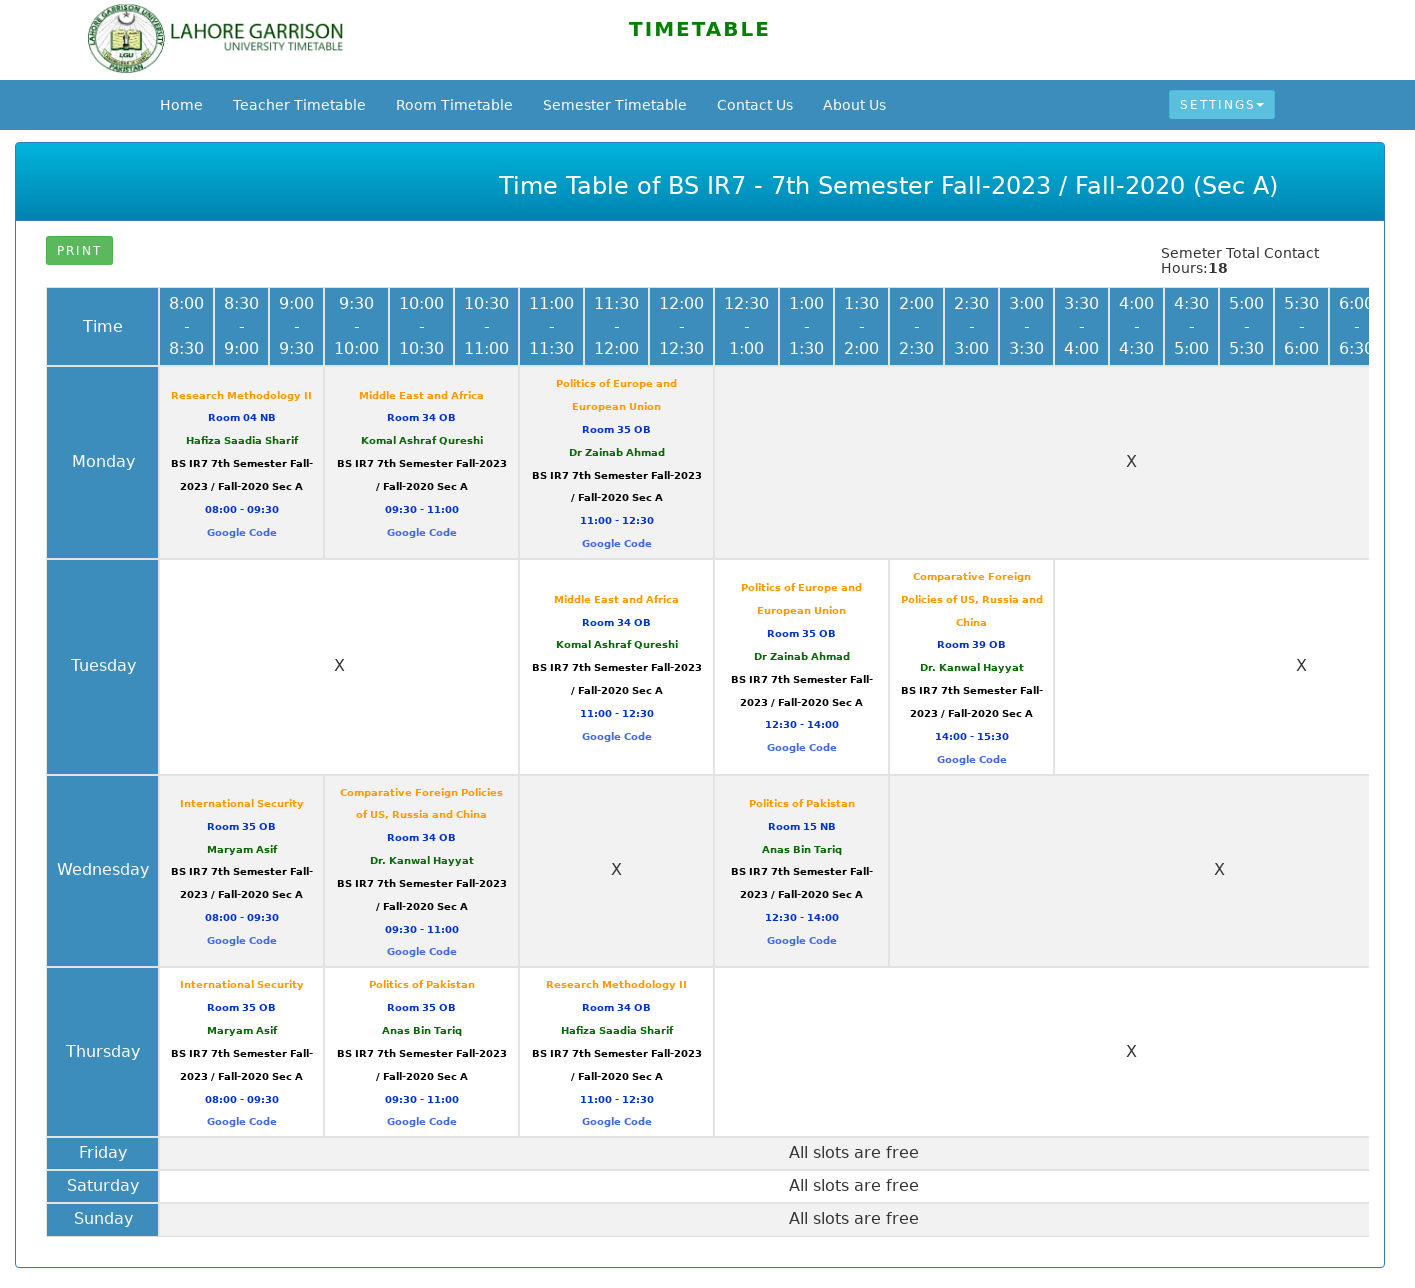 LAHORE GARRISON
UNIVERSITY TIMETABLE
TIMETABLE
Home Teacher Timetable Room Timetable Semester Timetable Contact Us About Us SETTINGS
Time Table of BS IR7 - 7th Semester Fall-2023 / Fall-2020 (Sec A)
PRINT
Semeter Total Contact
Hours:18
Time
8:00 - 8:30
8:30 - 9:00
9:00 - 9:30
9:30 - 10:00
10:00 - 10:30
10:30 - 11:00
11:00 - 11:30
11:30 - 12:00
12:00 - 12:30
12:30 - 1:00
1:00 - 1:30
1:30 - 2:00
2:00 - 2:30
2:30 - 3:00
3:00 - 3:30
3:30 - 4:00
4:00 - 4:30
4:30 - 5:00
5:00 - 5:30
5:30 - 6:00
6:00 - 6:30
Monday
Research Methodology II
Room 04 NB
Hafiza Saadia Sharif
BS IR7 7th Semester Fall-
2023 / Fall-2020 Sec A
08:00 - 09:30
Google Code
Middle East and Africa
Room 34 OB
Komal Ashraf Qureshi
BS IR7 7th Semester Fall-2023
/ Fall-2020 Sec A
09:30 - 11:00
Google Code
Politics of Europe and
European Union
Room 35 OB
Dr Zainab Ahmad
BS IR7 7th Semester Fall-2023
/ Fall-2020 Sec A
11:00 - 12:30
Google Code
X
Tuesday
X
Middle East and Africa
Room 34 OB
Komal Ashraf Qureshi
BS IR7 7th Semester Fall-2023
/ Fall-2020 Sec A
11:00 - 12:30
Google Code
Politics of Europe and
European Union
Room 35 OB
Dr Zainab Ahmad
BS IR7 7th Semester Fall-
2023 / Fall-2020 Sec A
12:30 - 14:00
Google Code
Comparative Foreign
Policies of US, Russia and
China
Room 39 OB
Dr. Kanwal Hayyat
BS IR7 7th Semester Fall-
2023 / Fall-2020 Sec A
14:00 - 15:30
Google Code
X
Wednesday
International Security
Room 35 OB
Maryam Asif
BS IR7 7th Semester Fall-
2023 / Fall-2020 Sec A
08:00 - 09:30
Google Code
Comparative Foreign Policies
of US, Russia and China
Room 34 OB
Dr. Kanwal Hayyat
BS IR7 7th Semester Fall-2023
/ Fall-2020 Sec A
09:30 - 11:00
Google Code
X
Politics of Pakistan
Room 15 NB
Anas Bin Tariq
BS IR7 7th Semester Fall-
2023 / Fall-2020 Sec A
12:30 - 14:00
Google Code
X
Thursday
International Security
Room 35 OB
Maryam Asif
BS IR7 7th Semester Fall-
2023 / Fall-2020 Sec A
08:00 - 09:30
Google Code
Politics of Pakistan
Room 35 OB
Anas Bin Tariq
BS IR7 7th Semester Fall-2023
/ Fall-2020 Sec A
09:30 - 11:00
Google Code
Research Methodology II
Room 34 OB
Hafiza Saadia Sharif
BS IR7 7th Semester Fall-2023
/ Fall-2020 Sec A
11:00 - 12:30
Google Code
X
Friday
All slots are free
Saturday
All slots are free
Sunday
All slots are free